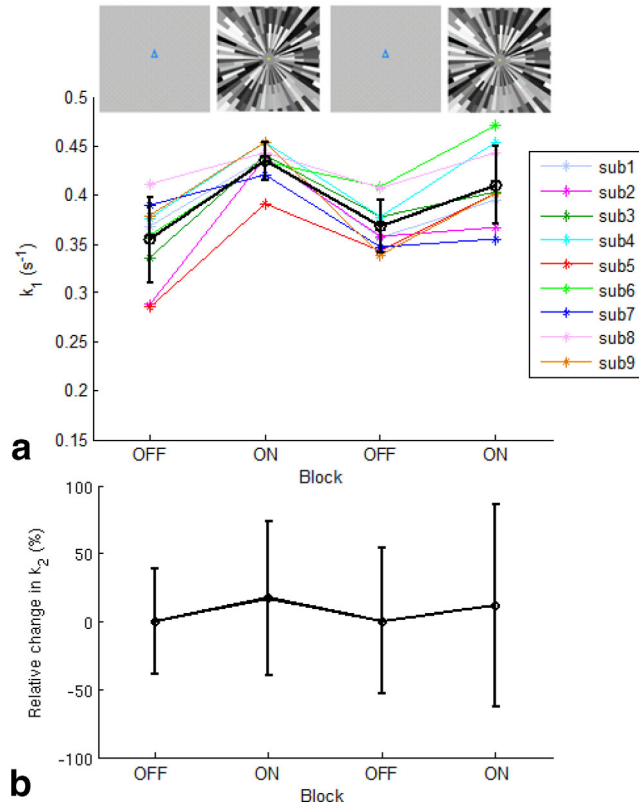 0.5
0.45
0.4
0.35
0.3
0.25
0.2
0.15
k₁ (s⁻¹)
OFF ON OFF ON
Block
sub1
sub2
sub3
sub4
sub5
sub6
sub7
sub8
sub9
a
100
50
0
-50
-100
Relative change in k₂ (%)
OFF ON OFF ON
Block
b